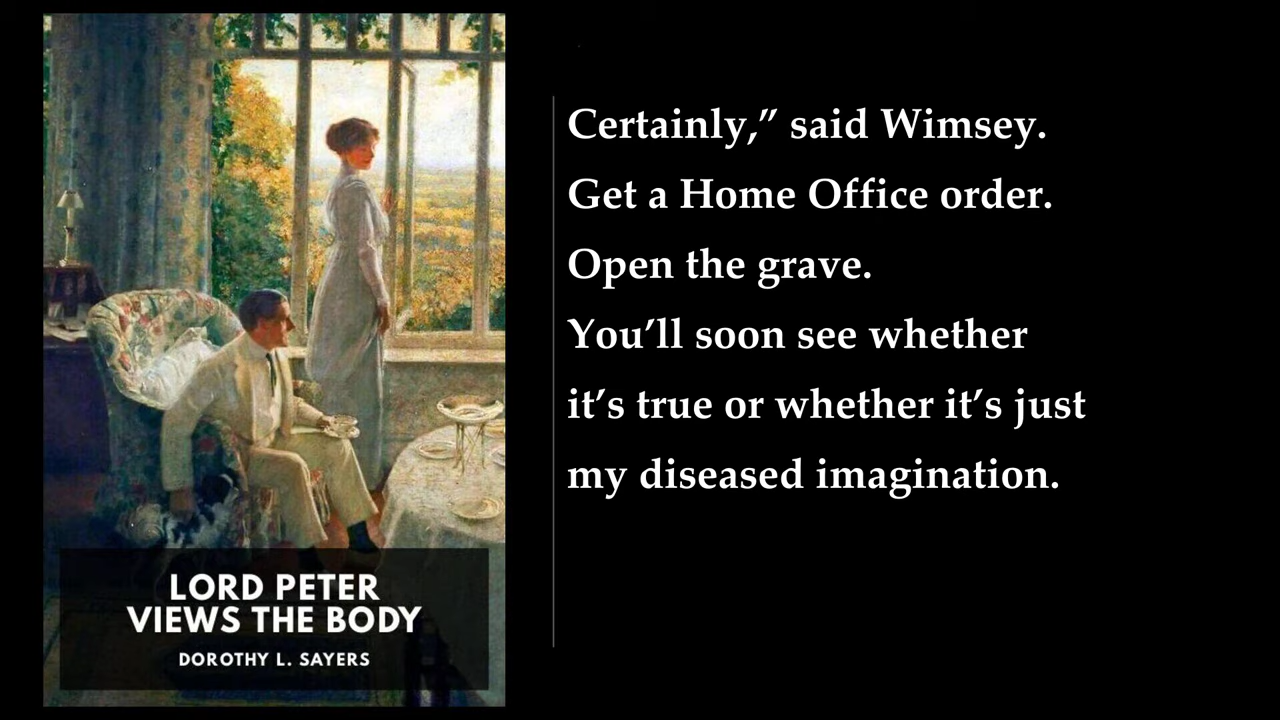 Certainly,” said Wimsey.
Get a Home Office order.
Open the grave.
You’ll soon see whether
it’s true or whether it’s just
my diseased imagination.
LORD PETER
VIEWS THE BODY
DOROTHY L. SAYERS